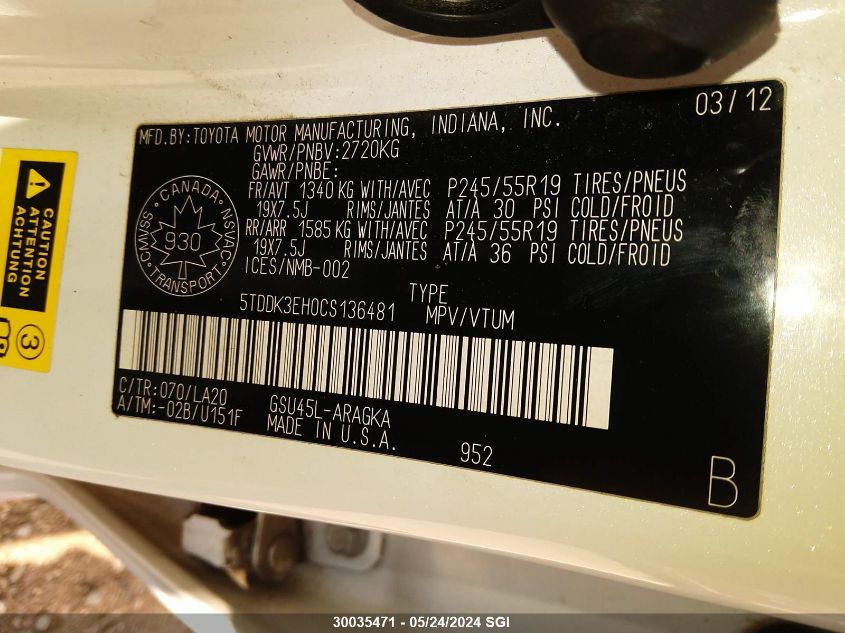 03/12
MFD.BY:TOYOTA MOTOR MANUFACTURING, INDIANA, INC.
GVWR/PNBV:2720KG
GAWR/PNBE:
FR/AVT 1340 KG WITH/AVEC P245/55R19 TIRES/PNEUS
19X7.5J RIMS/JANTES AT/A 30 PSI COLD/FROID
RR/ARR 1585 KG WITH/AVEC P245/55R19 TIRES/PNEUS
19X7.5J RIMS/JANTES AT/À 36 PSI COLD/FROID
ICES/NMB-002
CANADA
CMVSS
NSVAC
930
TRANSPORT
TYPE
5TDDK3EH0CS136481 MPV/VTUM
C/TR:070/LA20
A/TM:-02B/U151F
GSU45L-ARAGKA
MADE IN U.S.A.
952
B
CAUTION
ATTENTION
ACHTUNG
3
30035471 - 05/24/2024 SGI